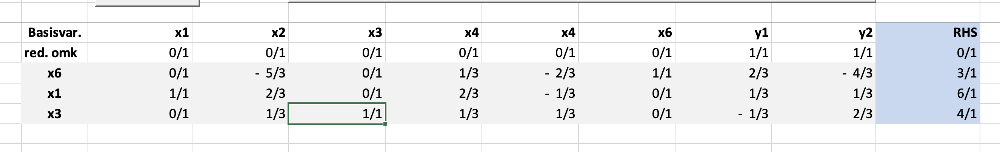 Basisvar. x1 x2 x3 x4 x4 x6 y1 y2 RHS
red. omk 0/1 0/1 0/1 0/1 0/1 0/1 1/1 1/1 0/1
x6 0/1 - 5/3 0/1 1/3 - 2/3 1/1 2/3 - 4/3 3/1
x1 1/1 2/3 0/1 2/3 - 1/3 0/1 1/3 1/3 6/1
x3 0/1 1/3 1/1 1/3 1/3 0/1 - 1/3 2/3 4/1